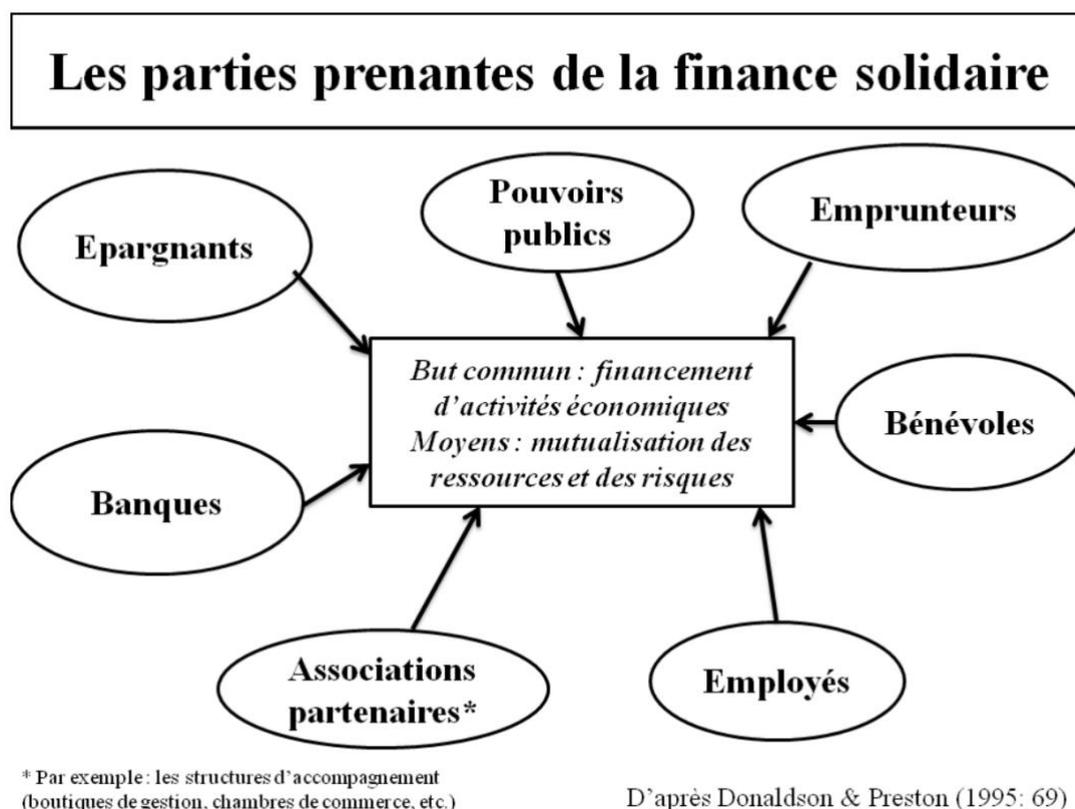 Les parties prenantes de la finance solidaire
Pouvoirs
publics
Emprunteurs
Epargnants
But commun : financement
d’activités économiques
Moyens : mutualisation des
ressources et des risques
Bénévoles
Banques
Associations
partenaires*
Employés
* Par exemple : les structures d’accompagnement
(boutiques de gestion, chambres de commerce, etc.)
D’après Donaldson & Preston (1995: 69)